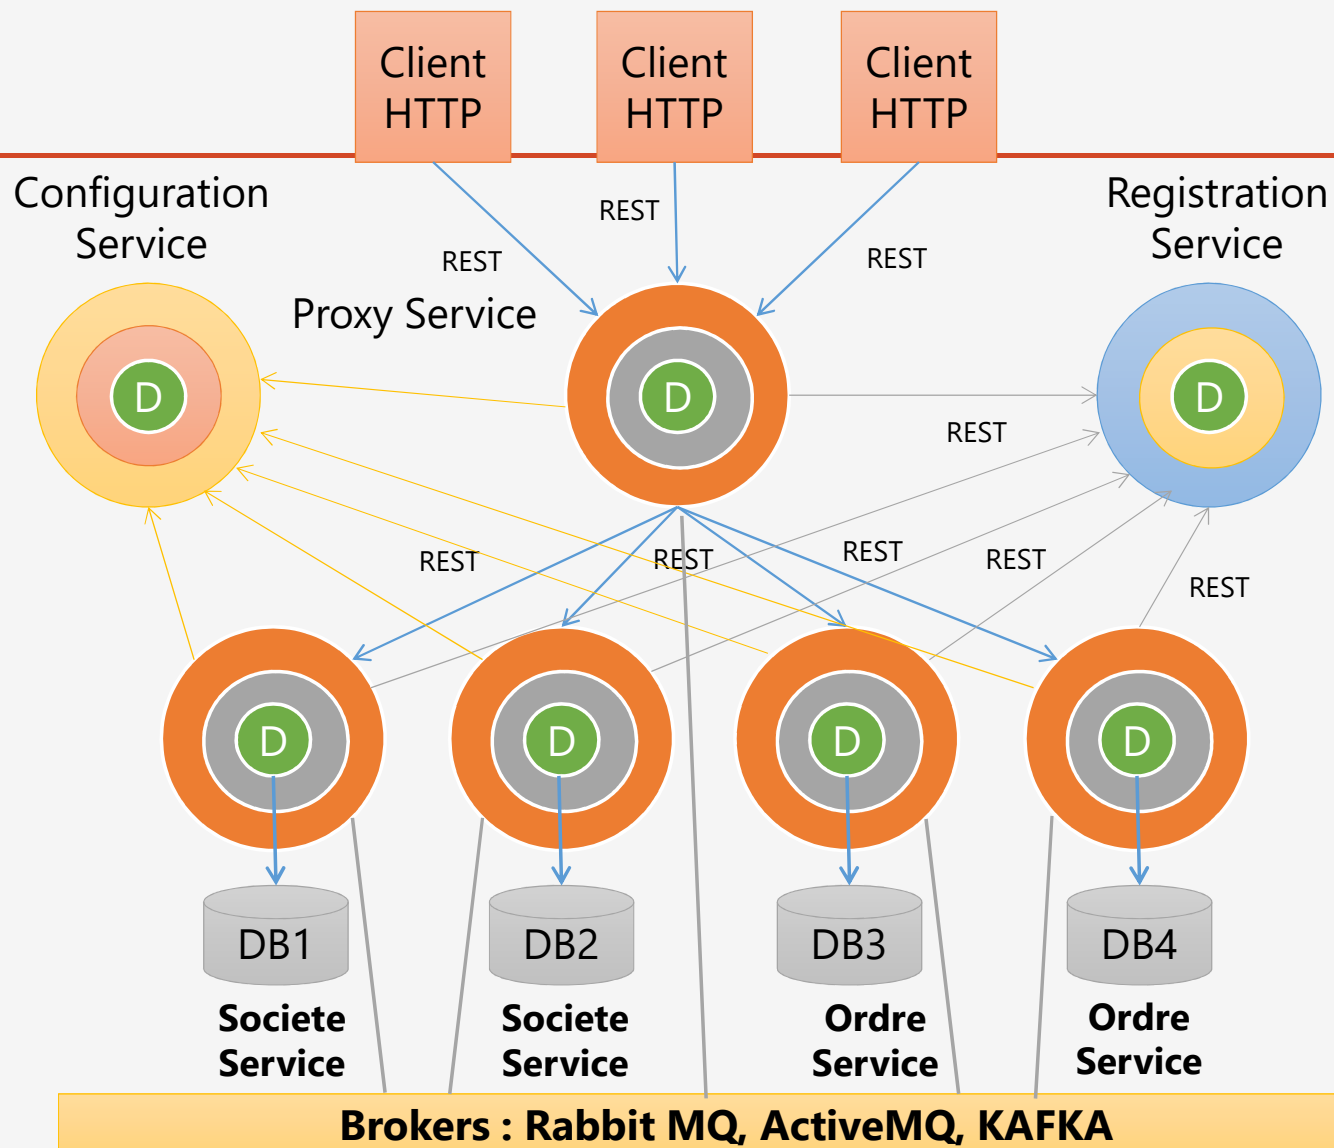 Client
HTTP
Client
HTTP
Client
HTTP
Configuration
Service
REST
REST
REST
Registration
Service
Proxy Service
D
D
D
REST
REST
REST
REST
REST
REST
D
D
D
D
DB1
DB2
DB3
DB4
Societe
Service
Societe
Service
Ordre
Service
Ordre
Service
Brokers : Rabbit MQ, ActiveMQ, KAFKA